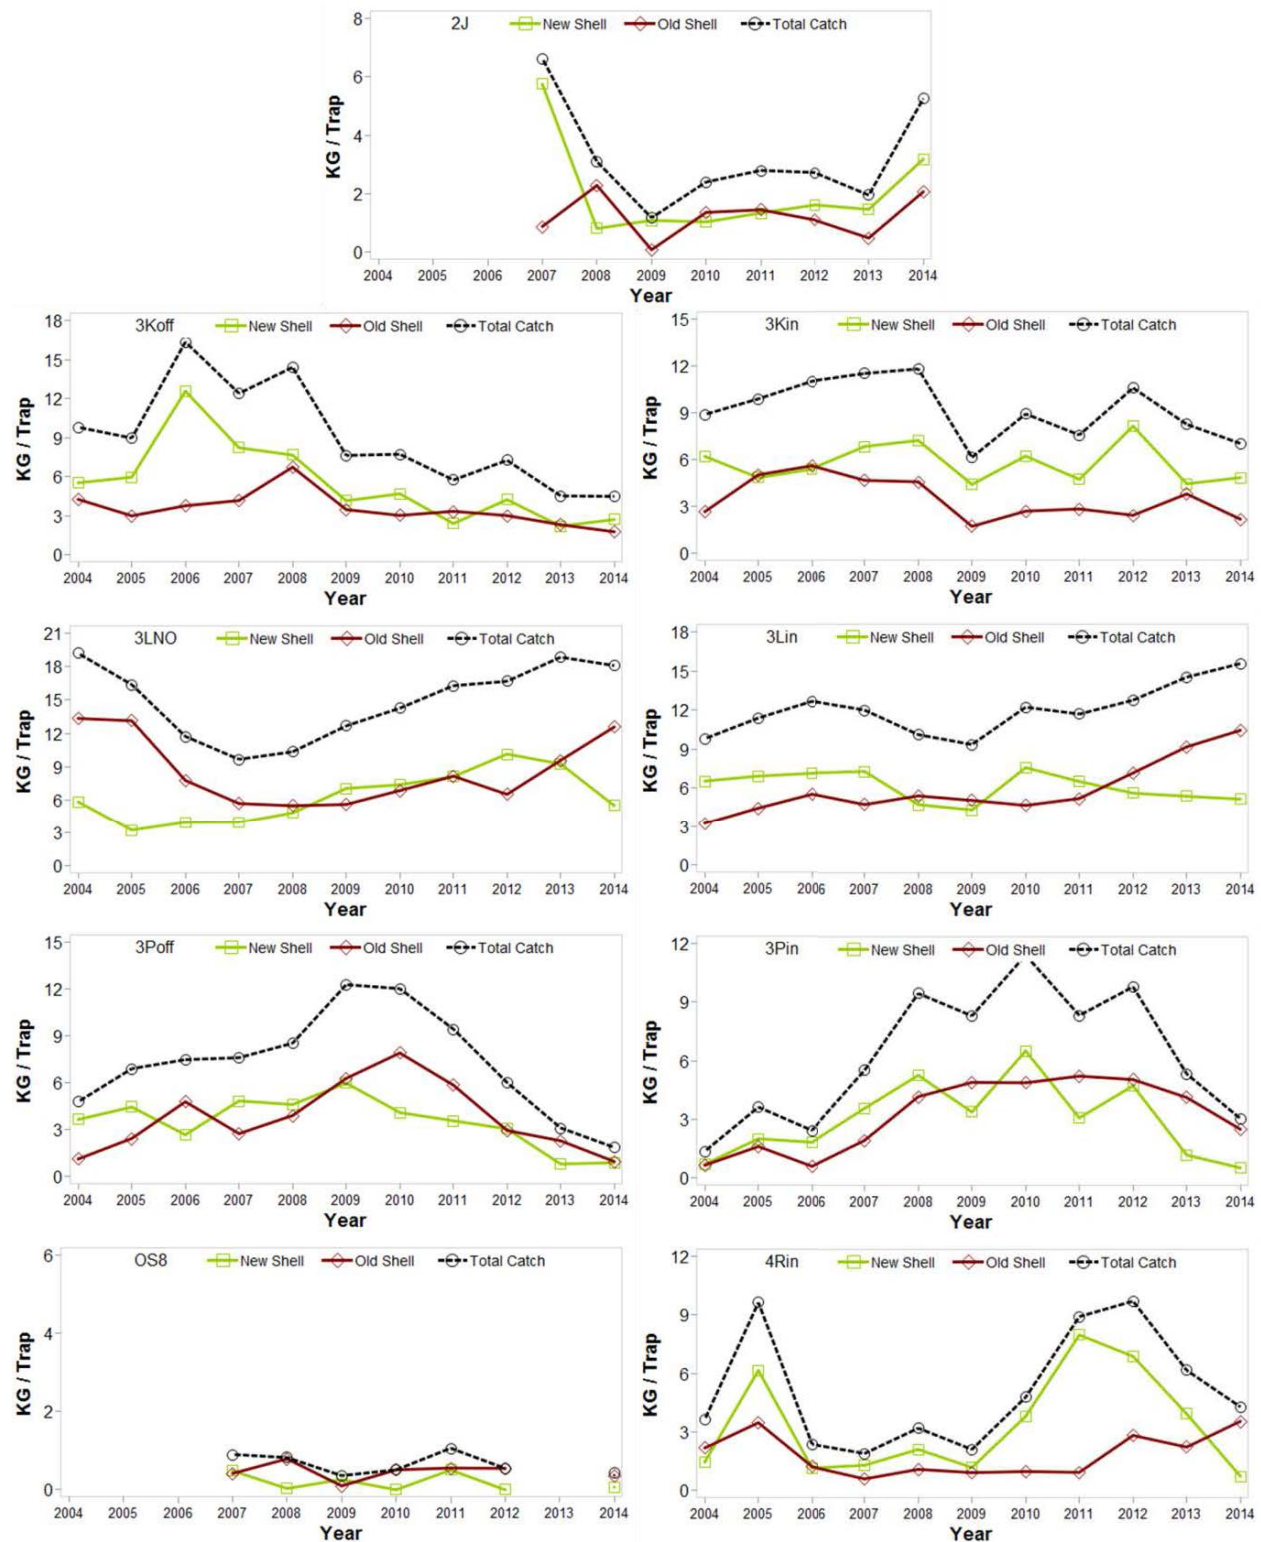 2J New Shell Old Shell Total Catch
8
6
4
2
0
KG / Trap
2004 2005 2006 2007 2008 2009 2010 2011 2012 2013 2014
Year
3Koff New Shell Old Shell Total Catch
18
15
12
9
6
3
0
KG / Trap
2004 2005 2006 2007 2008 2009 2010 2011 2012 2013 2014
Year
3Kin New Shell Old Shell Total Catch
15
12
9
6
3
0
KG / Trap
2004 2005 2006 2007 2008 2009 2010 2011 2012 2013 2014
Year
3LNO New Shell Old Shell Total Catch
21
18
15
12
9
6
3
0
KG / Trap
2004 2005 2006 2007 2008 2009 2010 2011 2012 2013 2014
Year
3Lin New Shell Old Shell Total Catch
18
15
12
9
6
3
0
KG / Trap
2004 2005 2006 2007 2008 2009 2010 2011 2012 2013 2014
Year
3Poff New Shell Old Shell Total Catch
15
12
9
6
3
0
KG / Trap
2004 2005 2006 2007 2008 2009 2010 2011 2012 2013 2014
Year
3Pin New Shell Old Shell Total Catch
12
9
6
3
0
KG / Trap
2004 2005 2006 2007 2008 2009 2010 2011 2012 2013 2014
Year
OS8 New Shell Old Shell Total Catch
6
4
2
0
KG / Trap
2004 2005 2006 2007 2008 2009 2010 2011 2012 2013 2014
Year
4Rin New Shell Old Shell Total Catch
12
9
6
3
0
KG / Trap
2004 2005 2006 2007 2008 2009 2010 2011 2012 2013 2014
Year